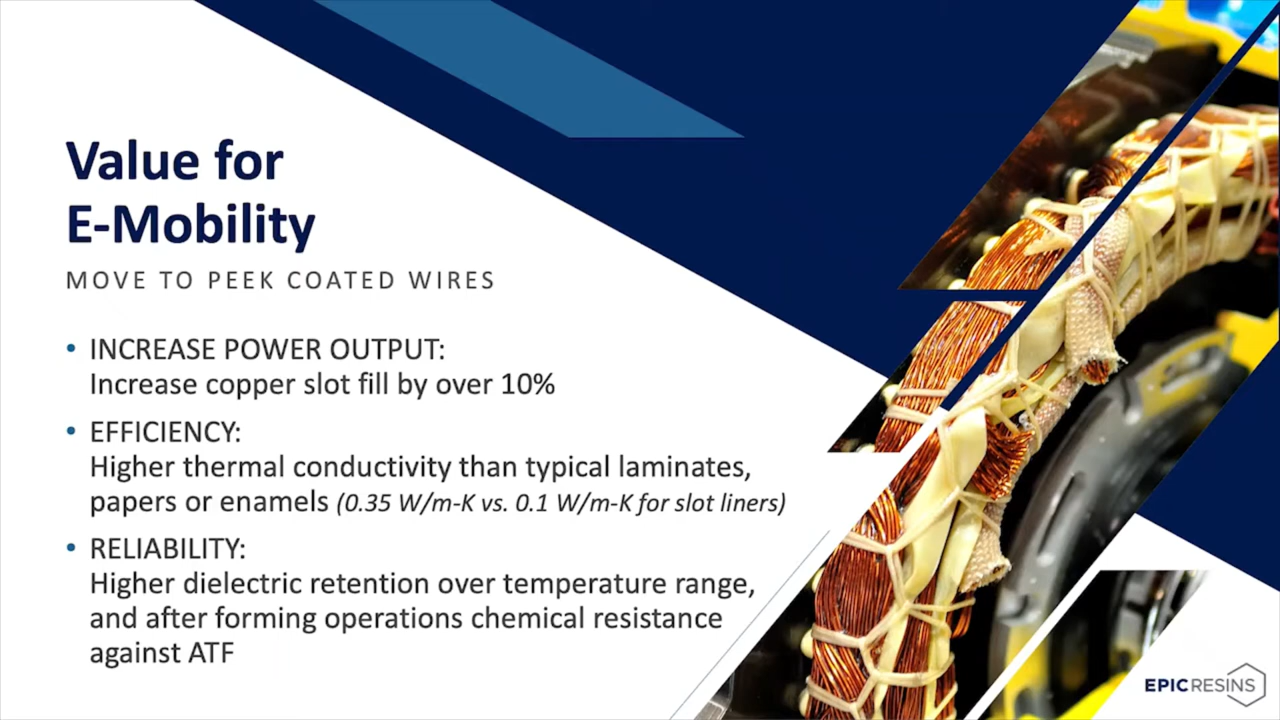 Value for
E-Mobility
MOVE TO PEEK COATED WIRES
• INCREASE POWER OUTPUT:
Increase copper slot fill by over 10%
• EFFICIENCY:
Higher thermal conductivity than typical laminates,
papers or enamels (0.35 W/m-K vs. 0.1 W/m-K for slot liners)
• RELIABILITY:
Higher dielectric retention over temperature range,
and after forming operations chemical resistance
against ATF
EPICRESINS